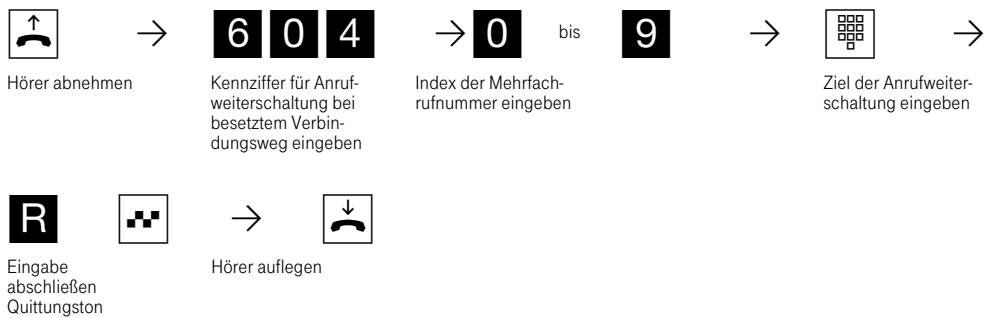 6 0 4 0 bis 9
Hörer abnehmen
Kennziffer für Anruf-
weiterschaltung bei
besetztem Verbin-
dungsweg eingeben
Index der Mehrfach-
rufnummer eingeben
Ziel der Anrufweiter-
schaltung eingeben
R
Eingabe
abschließen
Quittungston
Hörer auflegen